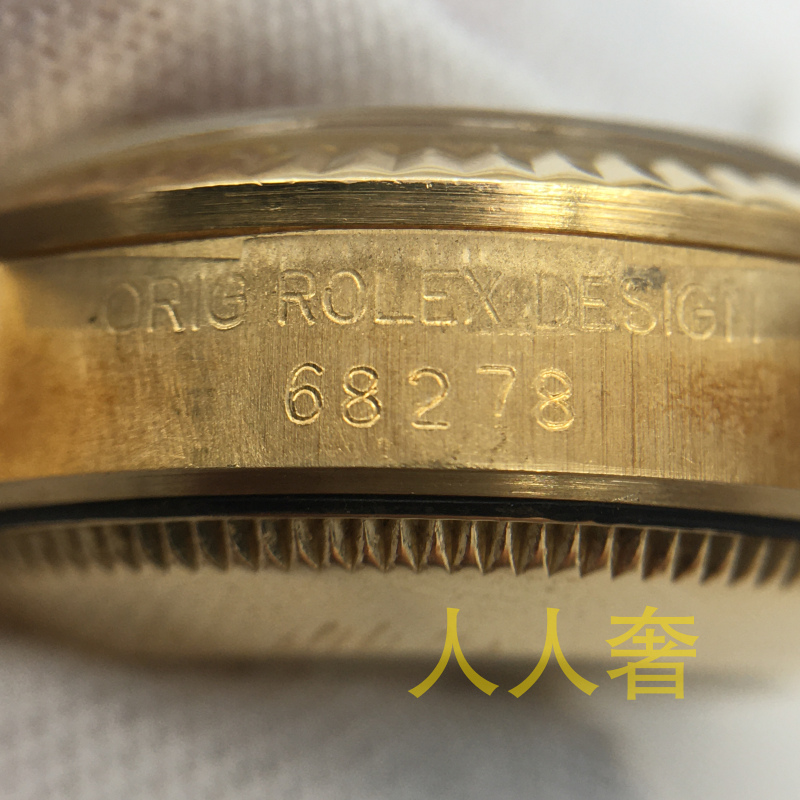 ORIG ROLEX DESIGN
68278
人人奢